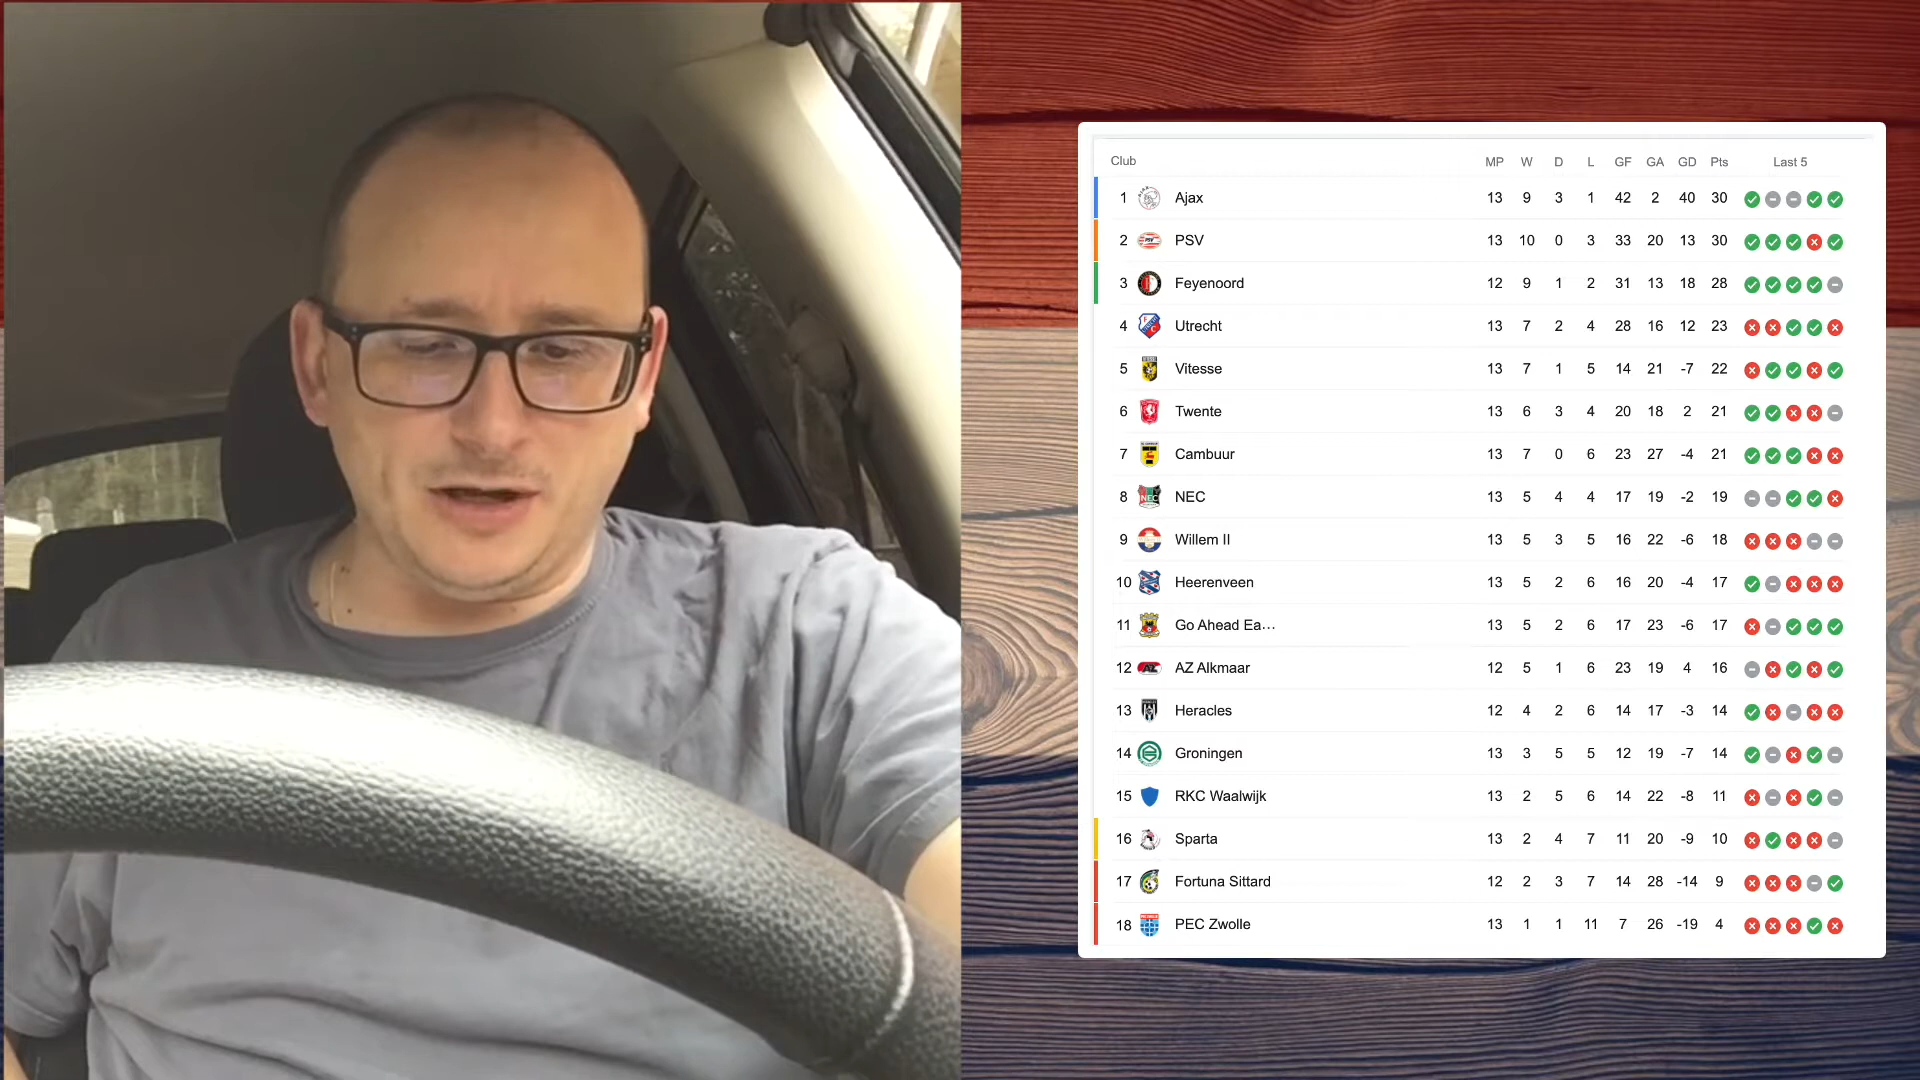 Club MP W D L GF GA GD Pts Last 5
1 Ajax 13 9 3 1 42 2 40 30
2 PSV 13 10 0 3 33 20 13 30
3 Feyenoord 12 9 1 2 31 13 18 28
4 Utrecht 13 7 2 4 28 16 12 23
5 Vitesse 13 7 1 5 14 21 -7 22
6 Twente 13 6 3 4 20 18 2 21
7 Cambuur 13 7 0 6 23 27 -4 21
8 NEC 13 5 4 4 17 19 -2 19
9 Willem II 13 5 3 5 16 22 -6 18
10 Heerenveen 13 5 2 6 16 20 -4 17
11 Go Ahead Ea... 13 5 2 6 17 23 -6 17
12 AZ Alkmaar 12 5 1 6 23 19 4 16
13 Heracles 12 4 2 6 14 17 -3 14
14 Groningen 13 3 5 5 12 19 -7 14
15 RKC Waalwijk 13 2 5 6 14 22 -8 11
16 Sparta 13 2 4 7 11 20 -9 10
17 Fortuna Sittard 12 2 3 7 14 28 -14 9
18 PEC Zwolle 13 1 1 11 7 26 -19 4